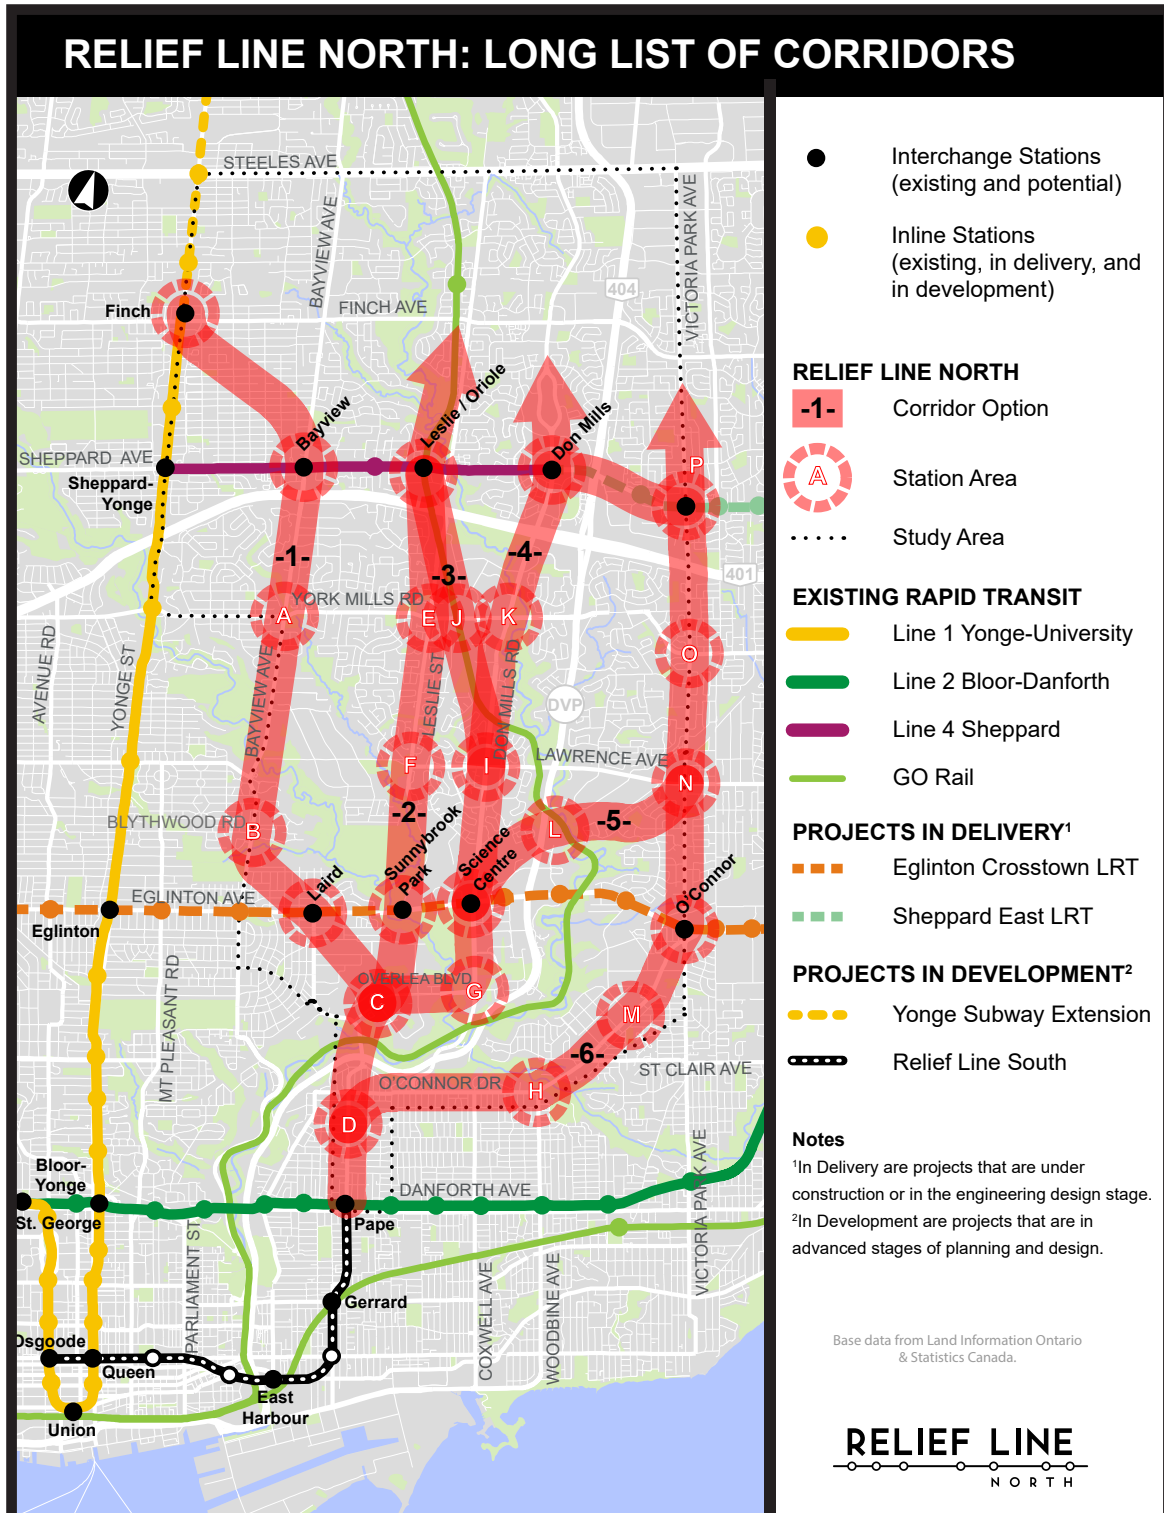 RELIEF LINE NORTH: LONG LIST OF CORRIDORS
STEELES AVE
BAYVIEW AVE
VICTORIA PARK AVE
404
Finch
FINCH AVE
Leslie / Oriole
Bayview
Don Mills
SHEPPARD AVE
P
Sheppard-
Yonge
-1-
-4-
-3-
401
YORK MILLS RD
A
E
J
K
AVENUE RD
YONGE ST
BAYVIEW AVE
LESLIE ST
DON MILLS RD
O
DVP
LAWRENCE AVE
F
I
N
BLYTHWOOD RD
B
-2-
L
-5-
Sunnybrook
Park
Science
Centre
Laird
O'Connor
EGLINTON AVE
Eglinton
MT PLEASANT RD
OVERLEA BLVD
C
G
M
-6-
ST CLAIR AVE
O'CONNOR DR
H
D
Bloor-
Yonge
DANFORTH AVE
VICTORIA PARK AVE
St. George
Pape
PARLIAMENT ST
COXWELL AVE
WOODBINE AVE
Gerrard
Osgoode
Queen
East
Harbour
Union
Interchange Stations
(existing and potential)
Inline Stations
(existing, in delivery, and
in development)
RELIEF LINE NORTH
-1- Corridor Option
A Station Area
Study Area
EXISTING RAPID TRANSIT
Line 1 Yonge-University
Line 2 Bloor-Danforth
Line 4 Sheppard
GO Rail
PROJECTS IN DELIVERY¹
Eglinton Crosstown LRT
Sheppard East LRT
PROJECTS IN DEVELOPMENT²
Yonge Subway Extension
Relief Line South
Notes
¹In Delivery are projects that are under
construction or in the engineering design stage.
²In Development are projects that are in
advanced stages of planning and design.
Base data from Land Information Ontario
& Statistics Canada.
RELIEF LINE
NORTH